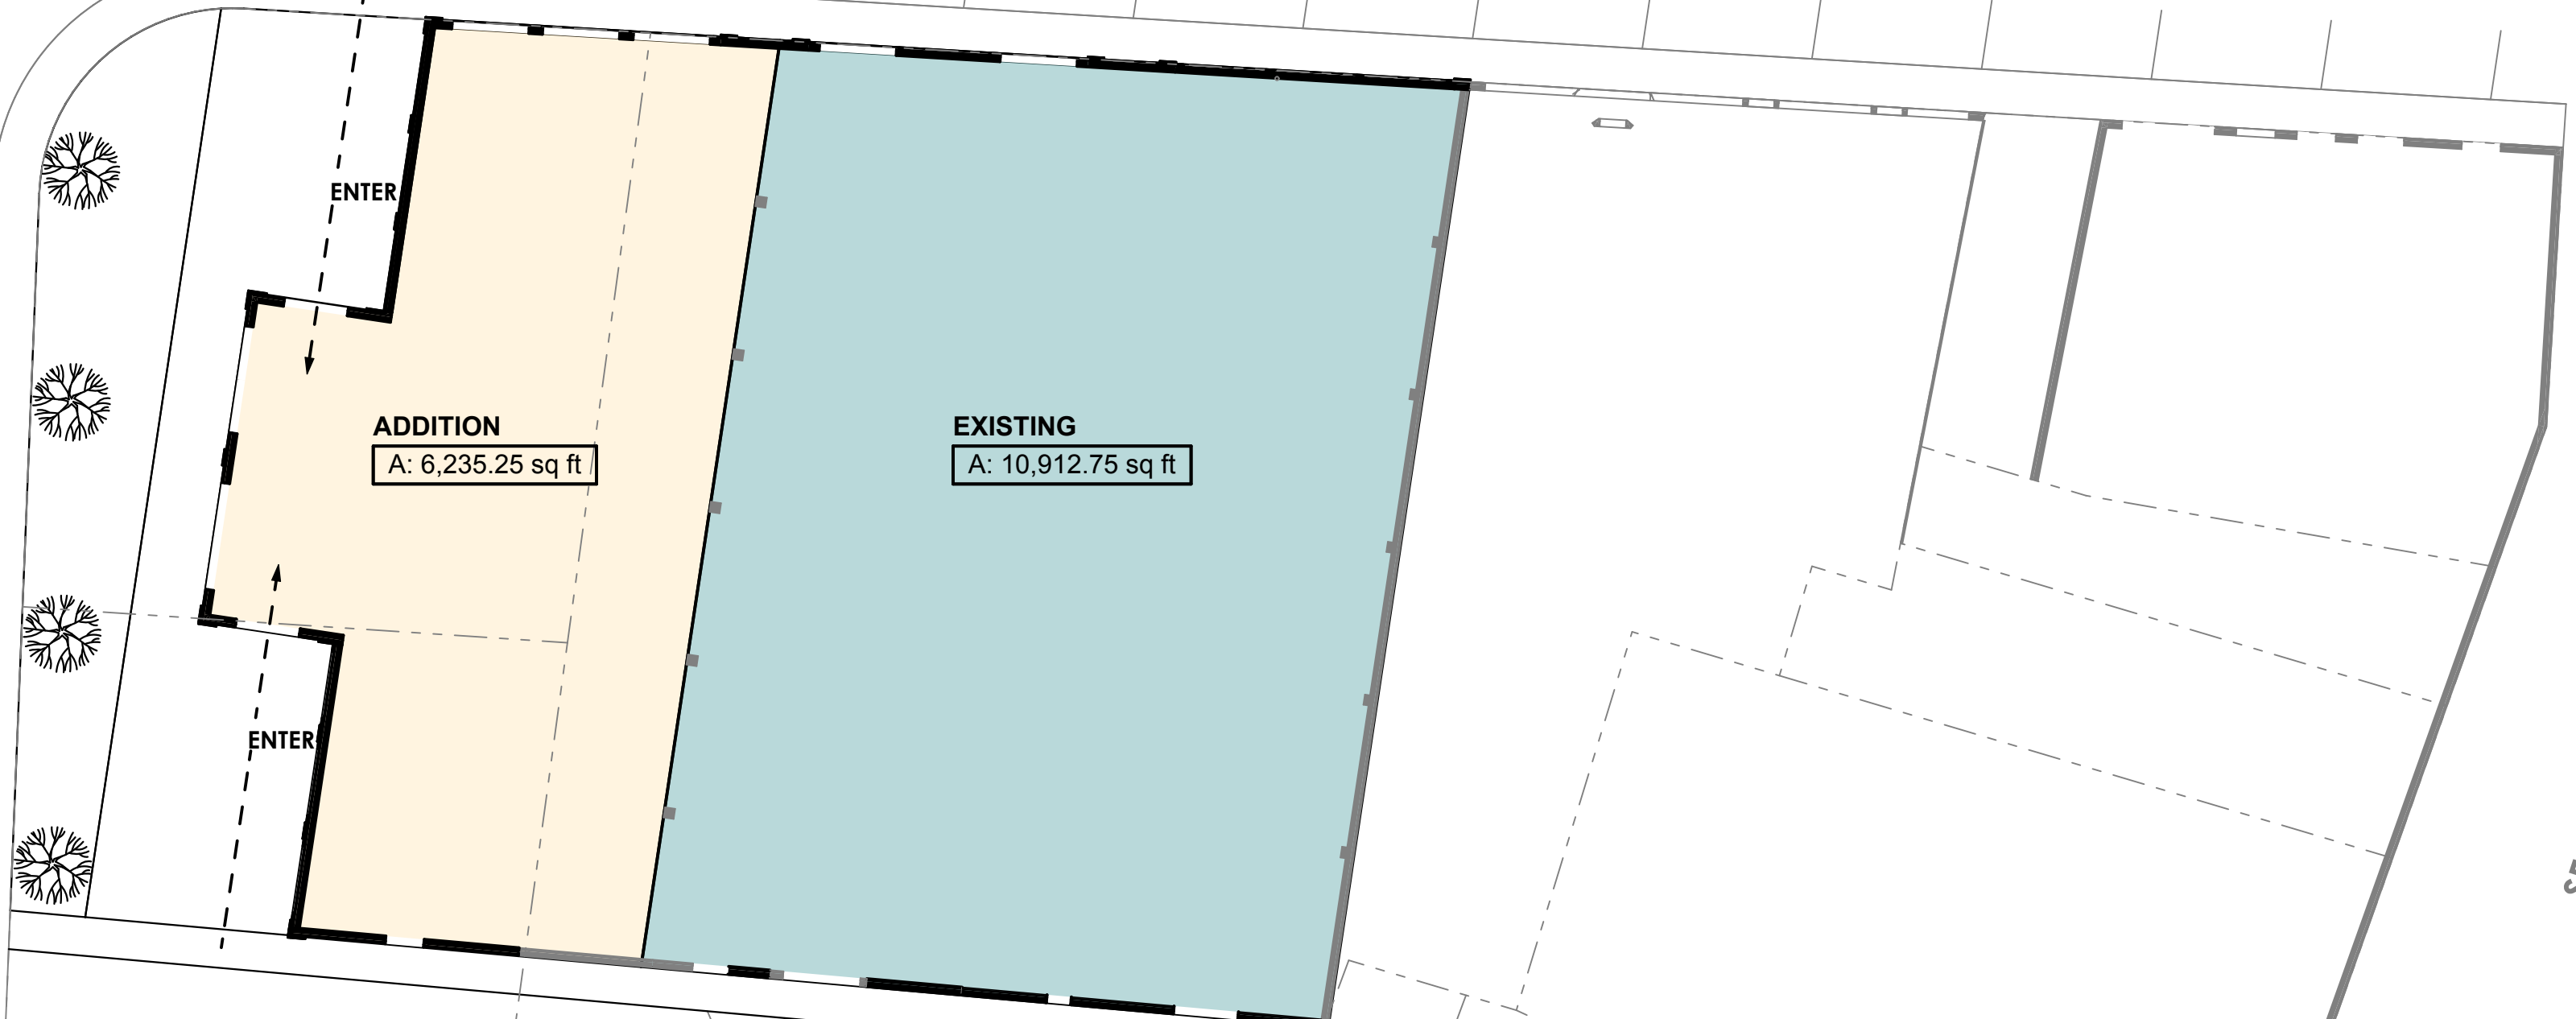 ENTER
ADDITION
A: 6,235.25 sq ft
EXISTING
A: 10,912.75 sq ft
ENTER